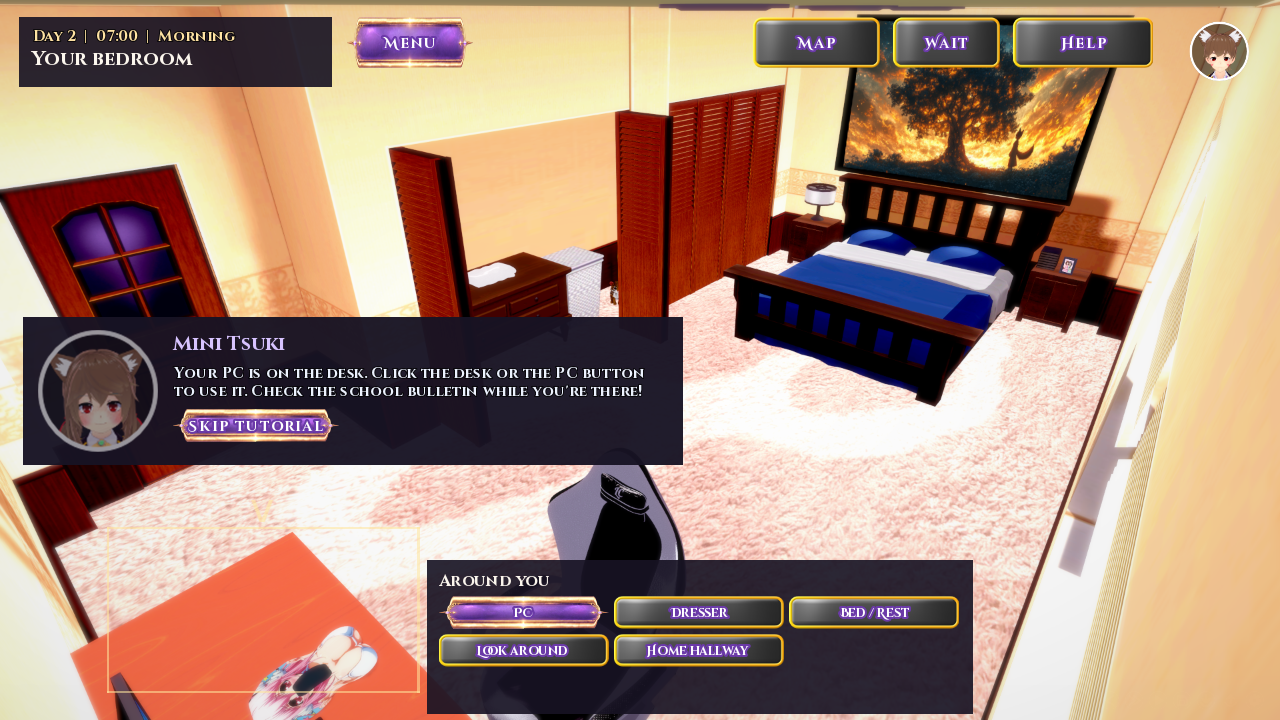 Day 2 | 07:00 | Morning
Your bedroom
Menu
Map
Wait
Help
Mini Tsuki
Your PC is on the desk. Click the desk or the PC button
to use it. Check the school bulletin while you're there!
Skip tutorial
Around you
PC
Dresser
Bed / Rest
Look around
Home hallway